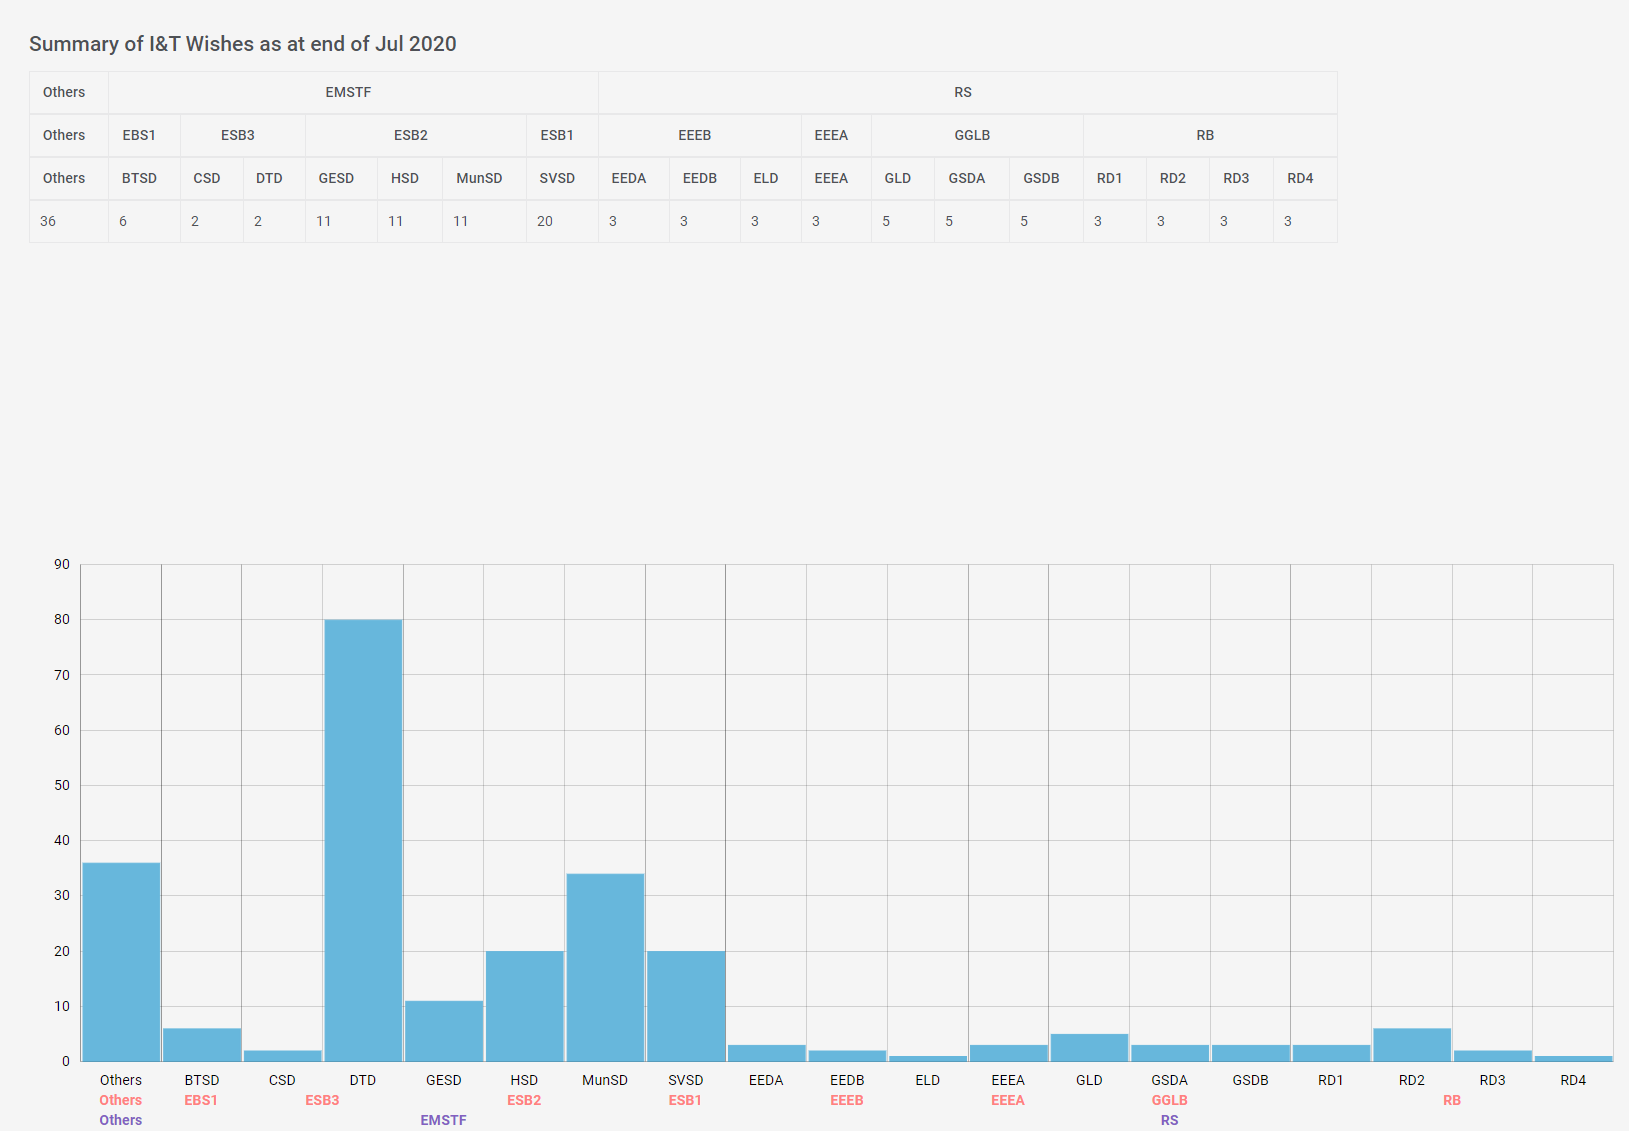 Summary of I&T Wishes as at end of Jul 2020
Others EMSTF RS
Others EBS1 ESB3 ESB2 ESB1 EEEB EEEA GGLB RB
Others BTSD CSD DTD GESD HSD MunSD SVSD EEDA EEDB ELD EEEA GLD GSDA GSDB RD1 RD2 RD3 RD4
36 6 2 2 11 11 11 20 3 3 3 3 5 5 5 3 3 3 3
90
80
70
60
50
40
30
20
10
0
Others BTSD CSD DTD GESD HSD MunSD SVSD EEDA EEDB ELD EEEA GLD GSDA GSDB RD1 RD2 RD3 RD4
Others EBS1 ESB3 ESB2 ESB1 EEEB EEEA GGLB RB
Others EMSTF RS